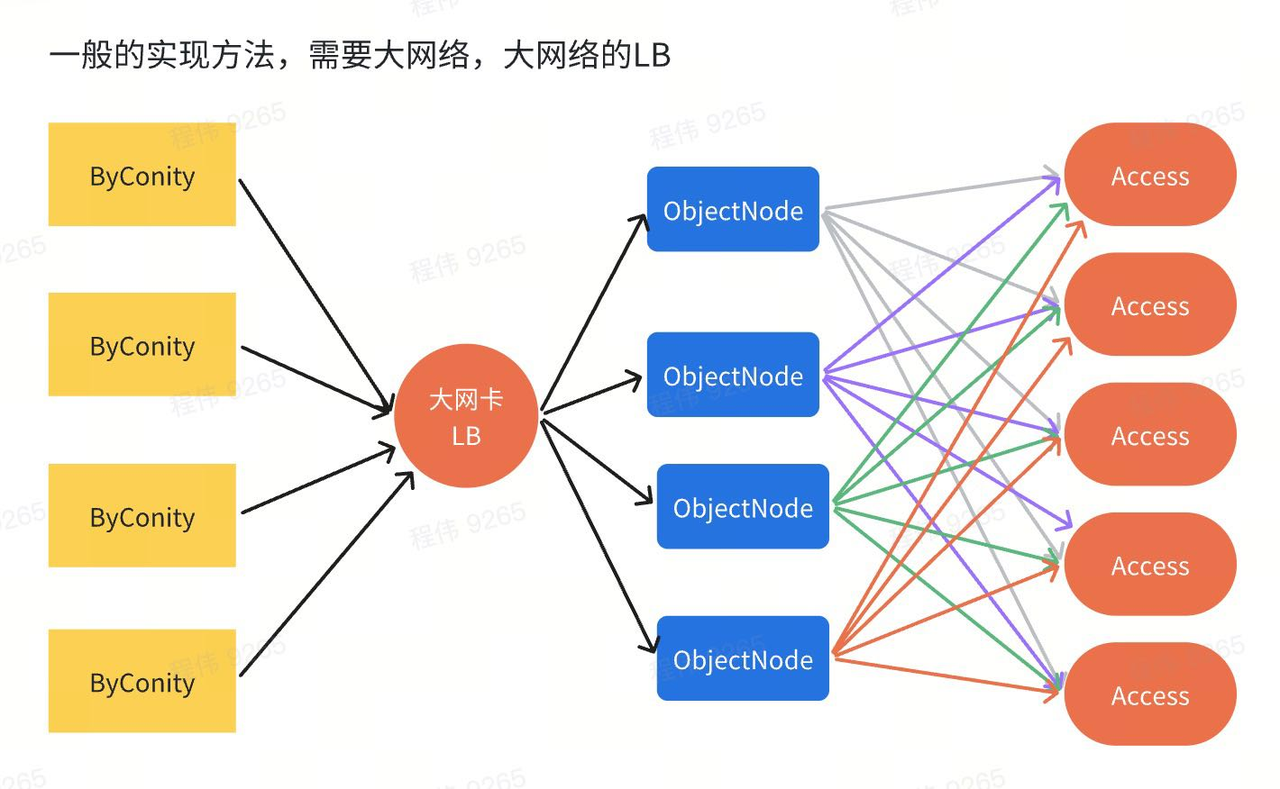 一般的实现方法，需要大网络，大网络的LB
ByConity
ByConity
ByConity
ByConity
大网卡
LB
ObjectNode
ObjectNode
ObjectNode
ObjectNode
Access
Access
Access
Access
Access
程伟 9265